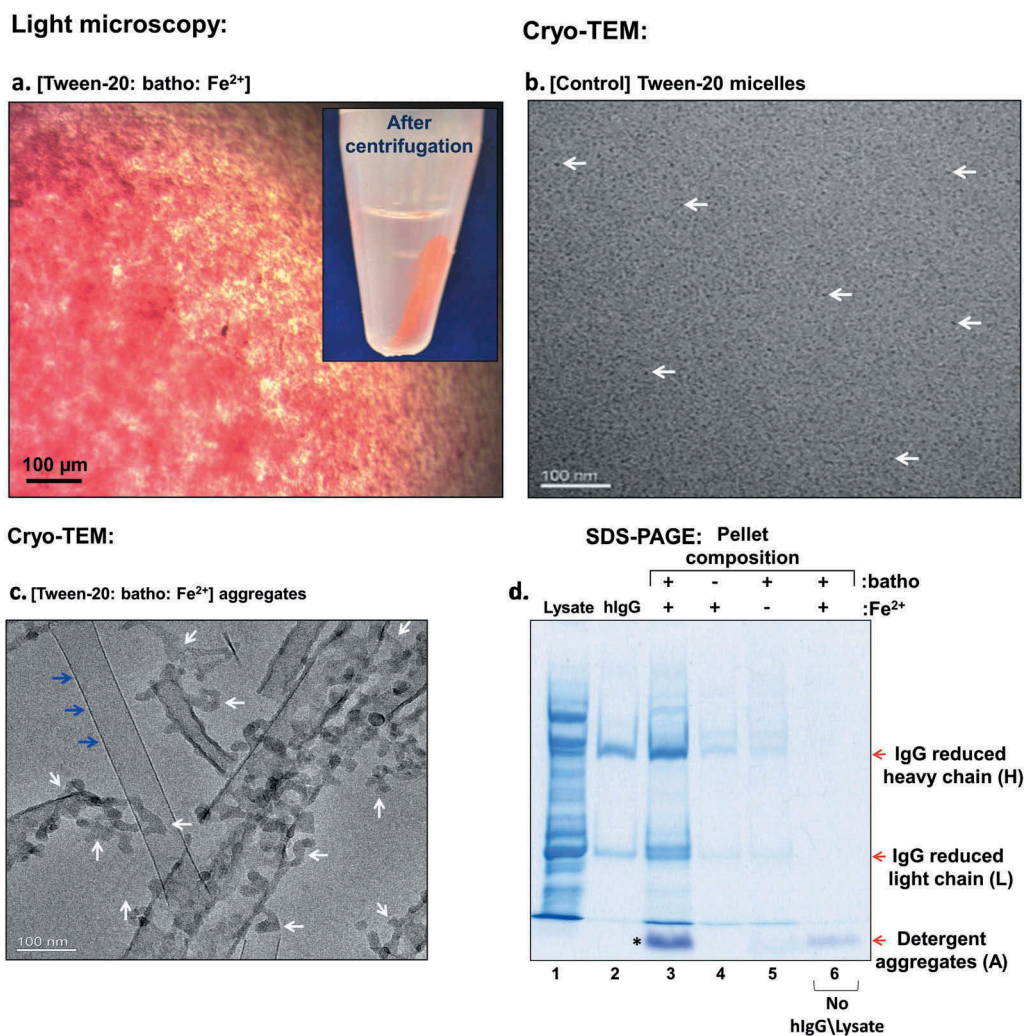 Light microscopy:
a. [Tween-20: batho: Fe²⁺]
After
centrifugation
100 µm
Cryo-TEM:
b. [Control] Tween-20 micelles
100 nm
Cryo-TEM:
c. [Tween-20: batho: Fe²⁺] aggregates
100 nm
SDS-PAGE: Pellet
composition
d.
+ - + + :batho
Lysate hIgG + + - + :Fe²⁺
IgG reduced
heavy chain (H)
IgG reduced
light chain (L)
* Detergent
aggregates (A)
1 2 3 4 5 6
No
hIgG\Lysate